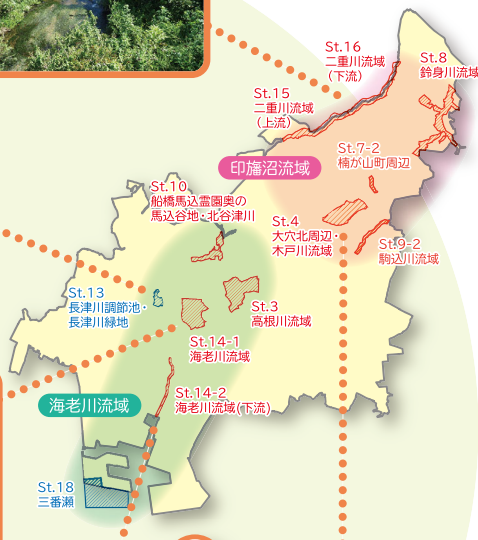 St.16
二重川流域
(下流)
St.8
鈴身川流域
St.15
二重川流域
(上流)
St.7-2
楠が山町周辺
印旛沼流域
St.10
船橋馬込霊園奥の
馬込谷地・北谷津川
St.4
大穴北周辺・
木戸川流域
St.9-2
駒込川流域
St.13
長津川調節池・
長津川緑地
St.3
高根川流域
St.14-1
海老川流域
St.14-2
海老川流域(下流)
海老川流域
St.18
三番瀬